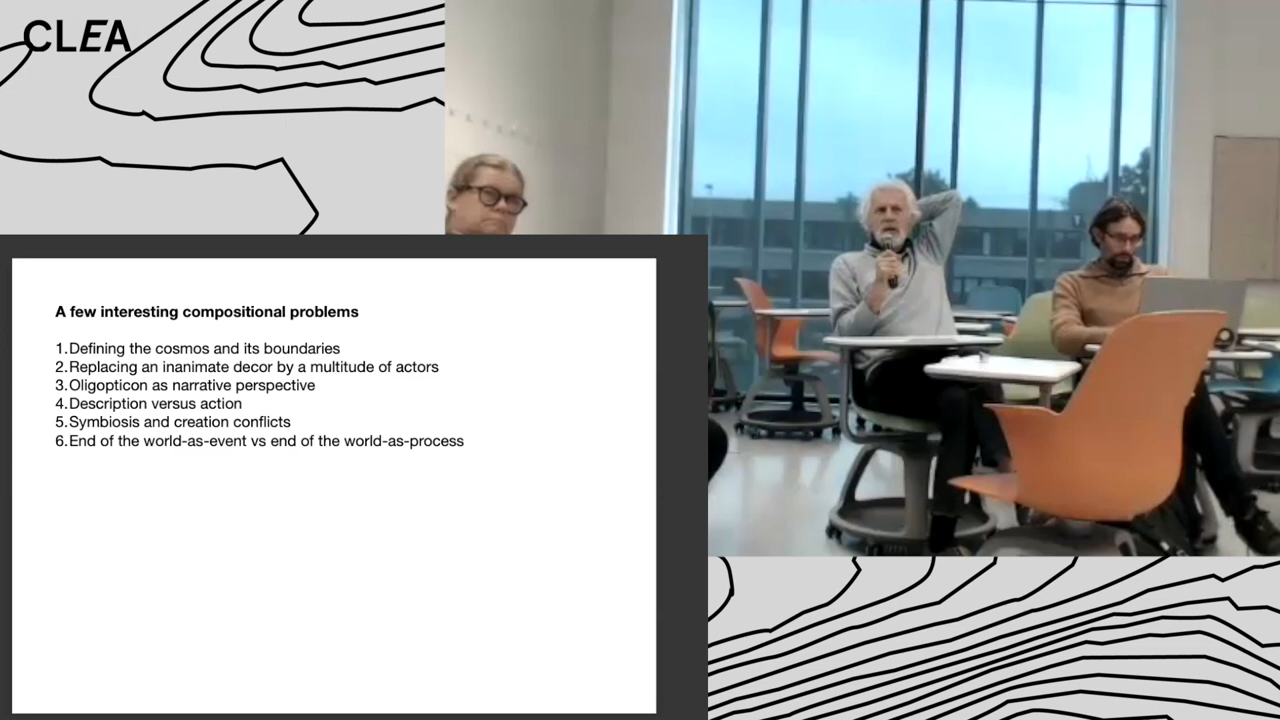 CLEA
A few interesting compositional problems
1.Defining the cosmos and its boundaries
2.Replacing an inanimate decor by a multitude of actors
3.Oligopticon as narrative perspective
4.Description versus action
5.Symbiosis and creation conflicts
6.End of the world-as-event vs end of the world-as-process